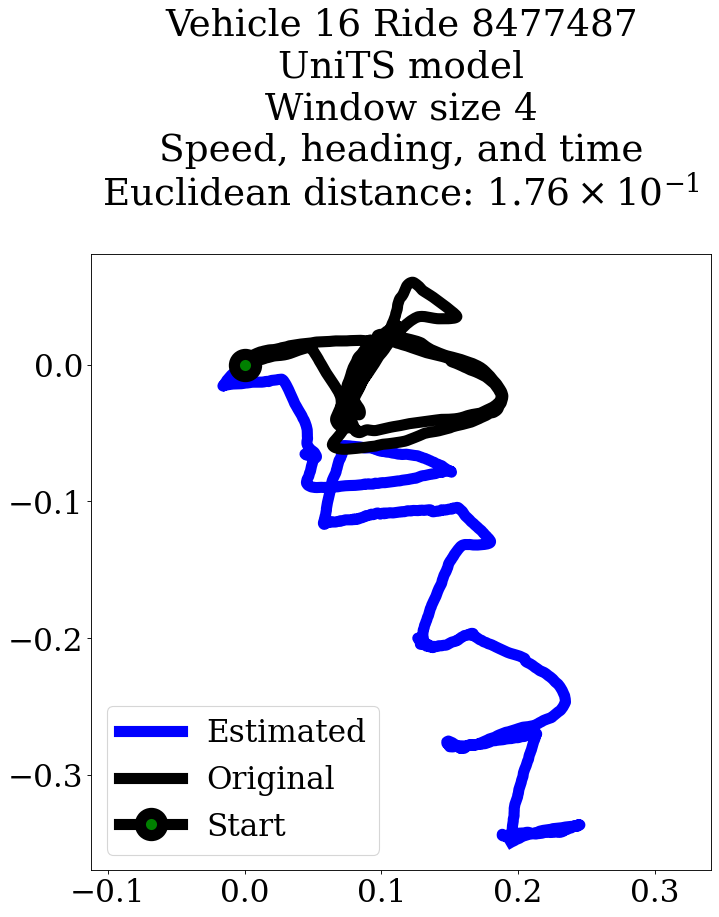 Vehicle 16 Ride 8477487
UniTS model
Window size 4
Speed, heading, and time
Euclidean distance: 1.76 × 10⁻¹
0.0
−0.1
−0.2
−0.3
Estimated
Original
Start
−0.1 0.0 0.1 0.2 0.3